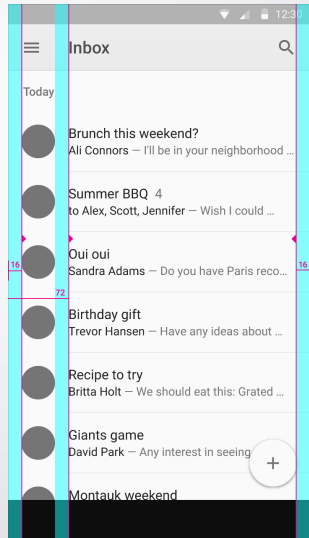 12:30
Inbox
Today
Brunch this weekend?
Ali Connors — I'll be in your neighborhood ...
Summer BBQ 4
to Alex, Scott, Jennifer — Wish I could ...
Oui oui
16
16
Sandra Adams — Do you have Paris reco...
72
Birthday gift
Trevor Hansen — Have any ideas about ...
Recipe to try
Britta Holt — We should eat this: Grated ...
Giants game
David Park — Any interest in seeing
Montauk weekend